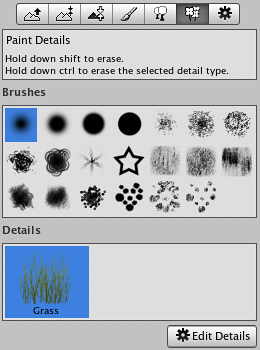 Paint Details
Hold down shift to erase.
Hold down ctrl to erase the selected detail type.
Brushes
Details
Grass
Edit Details